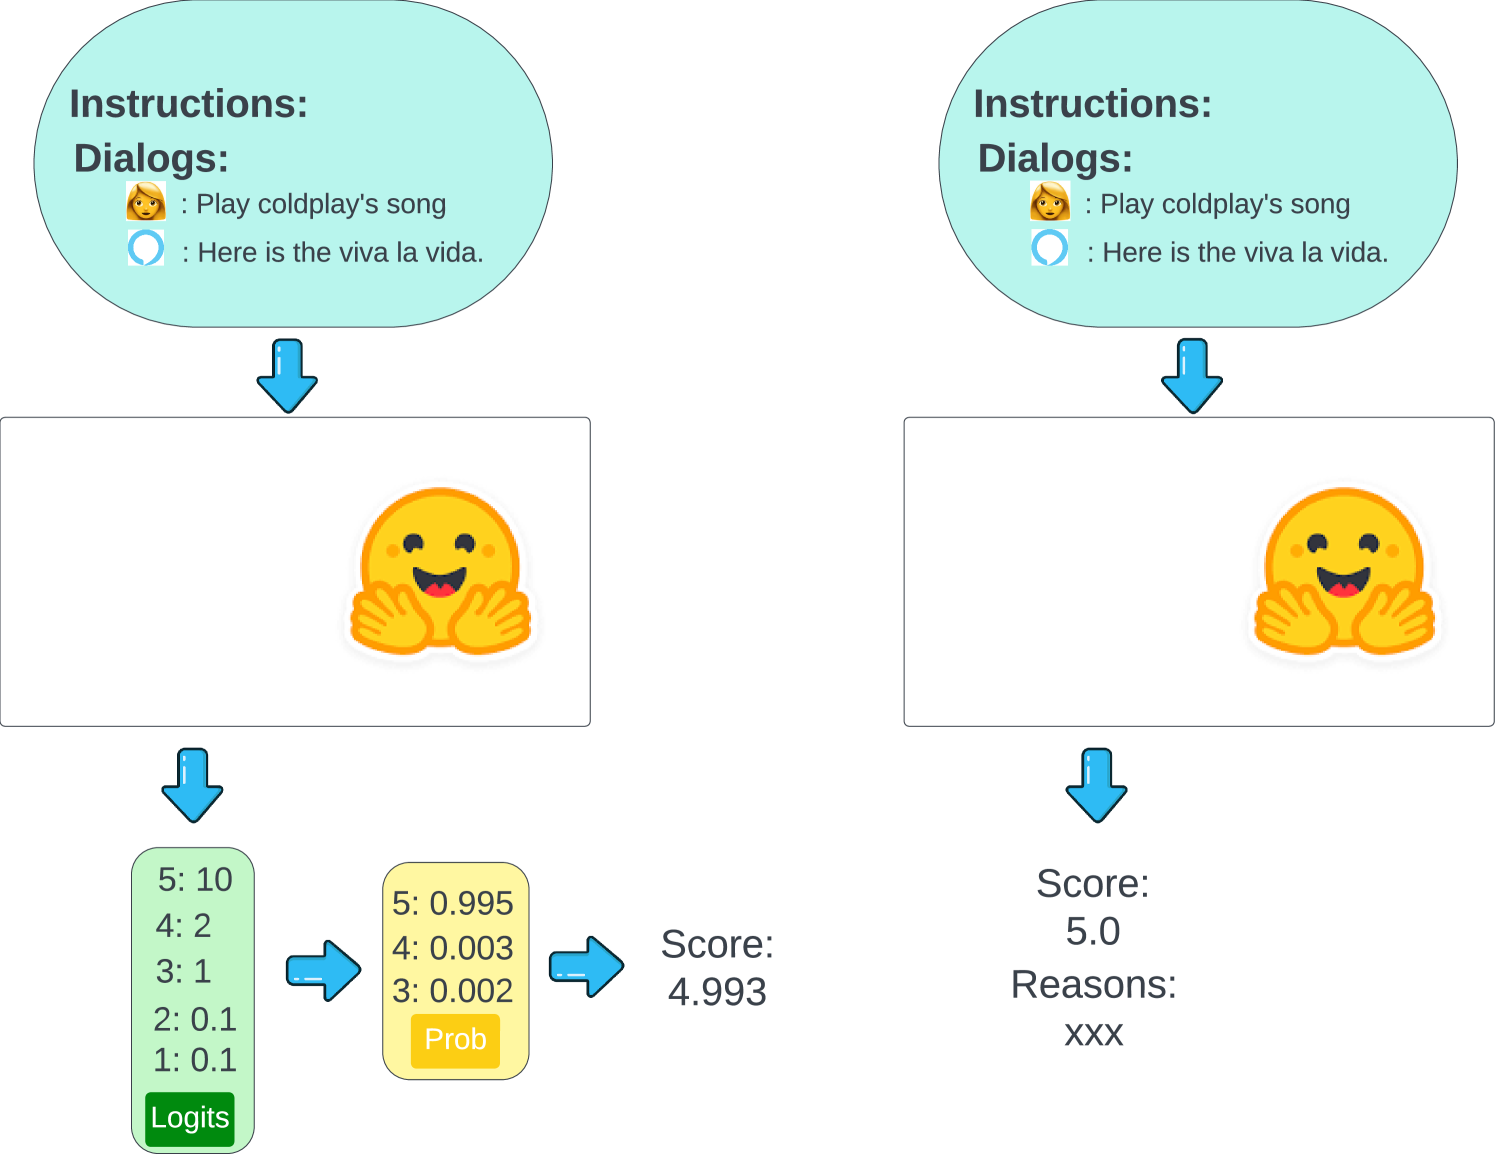 Instructions:
Dialogs:
: Play coldplay's song
: Here is the viva la vida.
5: 10
4: 2
3: 1
2: 0.1
1: 0.1
Logits
5: 0.995
4: 0.003
3: 0.002
Prob
Score:
4.993
Instructions:
Dialogs:
: Play coldplay's song
: Here is the viva la vida.
Score:
5.0
Reasons:
xxx